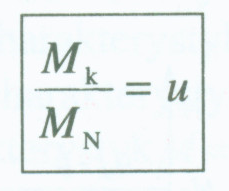 M_k / M_N = u